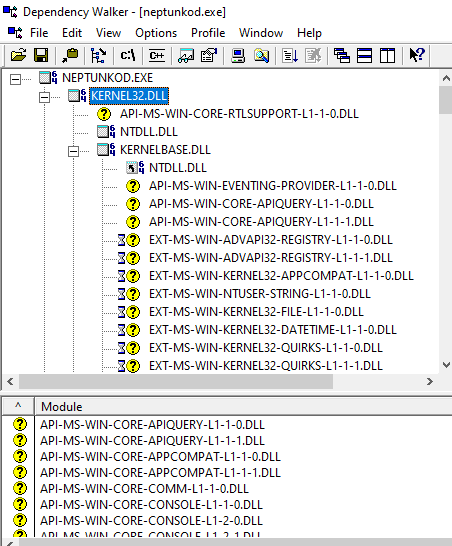 Dependency Walker - [neptunkod.exe]
File Edit View Options Profile Window Help
c:\ C++
NEPTUNKOD.EXE
KERNEL32.DLL
API-MS-WIN-CORE-RTLSUPPORT-L1-1-0.DLL
NTDLL.DLL
KERNELBASE.DLL
NTDLL.DLL
API-MS-WIN-EVENTING-PROVIDER-L1-1-0.DLL
API-MS-WIN-CORE-APIQUERY-L1-1-0.DLL
API-MS-WIN-CORE-APIQUERY-L1-1-1.DLL
EXT-MS-WIN-ADVAPI32-REGISTRY-L1-1-0.DLL
EXT-MS-WIN-ADVAPI32-REGISTRY-L1-1-1.DLL
EXT-MS-WIN-KERNEL32-APPCOMPAT-L1-1-0.DLL
EXT-MS-WIN-NTUSER-STRING-L1-1-0.DLL
EXT-MS-WIN-KERNEL32-FILE-L1-1-0.DLL
EXT-MS-WIN-KERNEL32-DATETIME-L1-1-0.DLL
EXT-MS-WIN-KERNEL32-QUIRKS-L1-1-0.DLL
EXT-MS-WIN-KERNEL32-QUIRKS-L1-1-1.DLL
^ Module
API-MS-WIN-CORE-APIQUERY-L1-1-0.DLL
API-MS-WIN-CORE-APIQUERY-L1-1-1.DLL
API-MS-WIN-CORE-APPCOMPAT-L1-1-0.DLL
API-MS-WIN-CORE-APPCOMPAT-L1-1-1.DLL
API-MS-WIN-CORE-COMM-L1-1-0.DLL
API-MS-WIN-CORE-CONSOLE-L1-1-0.DLL
API-MS-WIN-CORE-CONSOLE-L1-2-0.DLL
API-MS-WIN-CORE-CONSOLE-L1-2-1.DLL